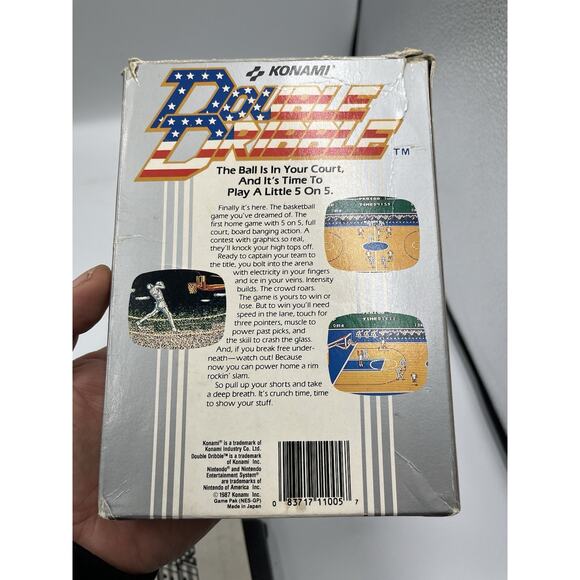 KONAMI®
DOUBLE
DRIBBLE™
The Ball Is In Your Court,
And It's Time To
Play A Little 5 On 5.
Finally it's here. The basketball
game you've dreamed of. The
first home game with 5 on 5, full
court, board banging action. A
contest with graphics so real,
they'll knock your high tops off.
Ready to captain your team to
the title, you bolt into the arena
with electricity in your fingers
and ice in your veins. Intensity
builds. The crowd roars.
The game is yours to win or
lose. But to win you'll need
speed in the lane, touch for
three pointers, muscle to
power past picks, and
the skill to crash the glass.
And, if you break free under-
neath—watch out! Because
now you can power home a rim
rockin' slam.
So pull up your shorts and take
a deep breath. It's crunch time, time
to show your stuff.
Konami® is a trademark of
Konami Industry Co. Ltd.
Double Dribble™ is a trademark
of Konami Inc.
Nintendo® and Nintendo
Entertainment System®
are trademarks of
Nintendo of America Inc.
© 1987 Konami Inc.
Game Pak (NES-GP)
Made in Japan
0 83717 11005 7